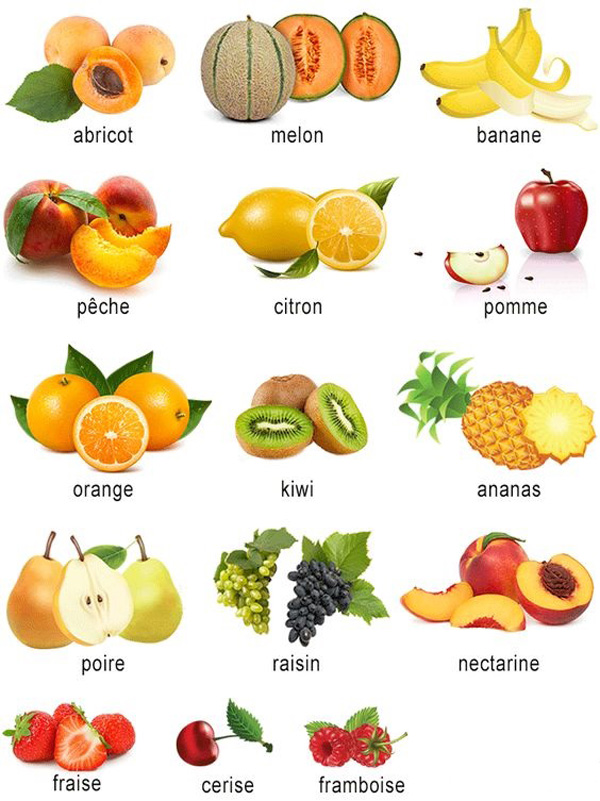 abricot
melon
banane
pêche
citron
pomme
orange
kiwi
ananas
poire
raisin
nectarine
fraise
cerise
framboise